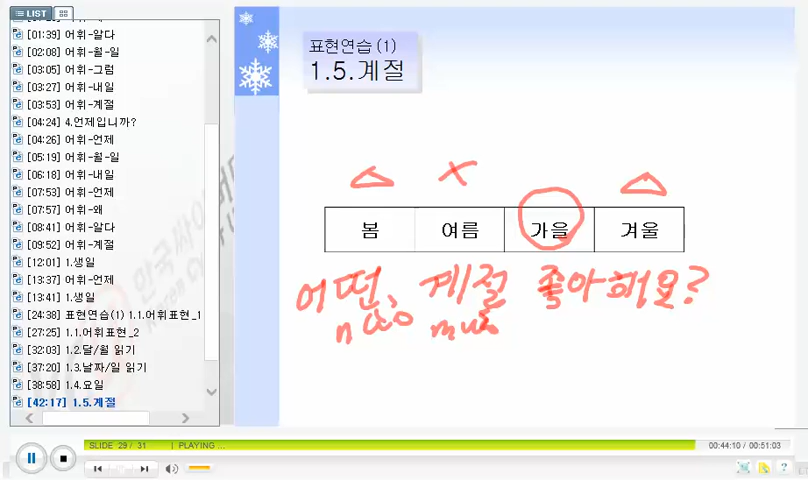 LIST
[01:39] 어휘-알다
[02:08] 어휘-월-일
[03:05] 어휘-그럼
[03:27] 어휘-내일
[03:53] 어휘-계절
[04:24] 4.언제입니까?
[04:26] 어휘-언제
[05:19] 어휘-월-일
[06:18] 어휘-내일
[07:53] 어휘-언제
[07:57] 어휘-왜
[08:41] 어휘-알다
[09:52] 어휘-계절
[12:01] 1.생일
[13:37] 어휘-언제
[13:41] 1.생일
[24:38] 표현연습(1) 1.1.어휘표현_1
[27:25] 1.1.어휘표현_2
[32:03] 1.2.달/월 읽기
[37:20] 1.3.날짜/일 읽기
[38:58] 1.4.요일
[42:17] 1.5.계절
표현연습(1)
1.5.계절
봄 여름 가을 겨울
어떤, 계절 좋아해요?
SLIDE 29 / 31 | PLAYING ...
00:44:10 / 00:51:03